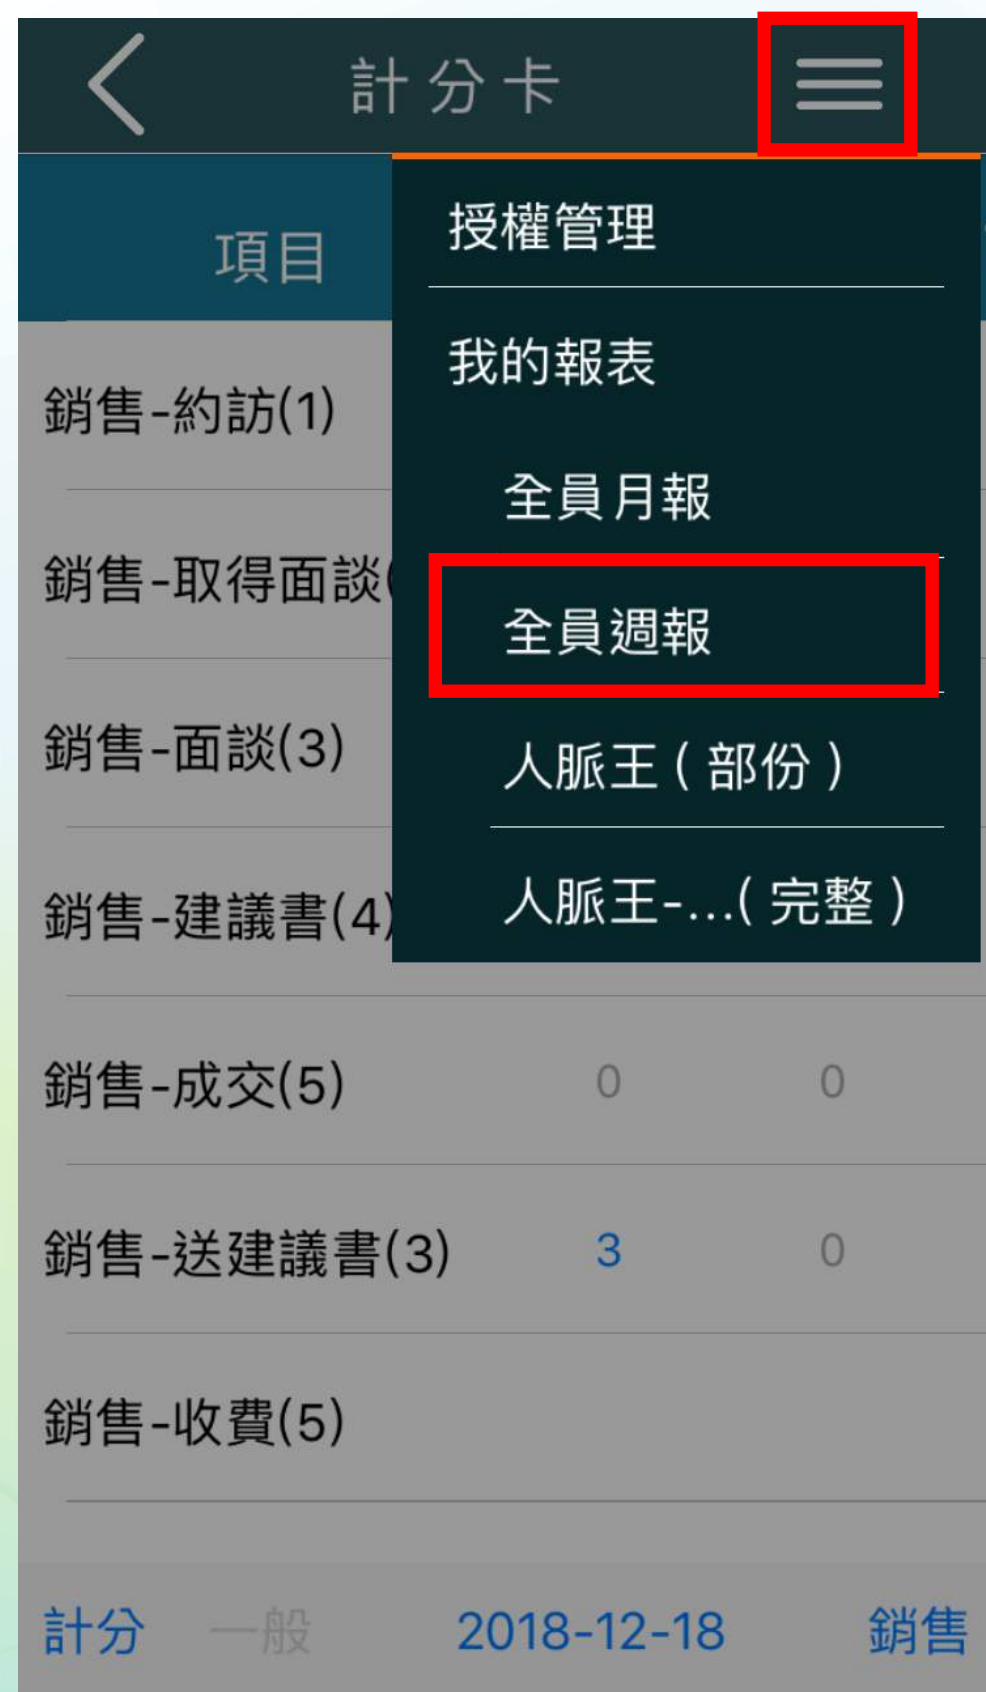 計分卡
項目
授權管理
我的報表
銷售-約訪(1)
全員月報
銷售-取得面談(
全員週報
銷售-面談(3)
人脈王(部份)
銷售-建議書(4)
人脈王-...(完整)
銷售-成交(5) 0 0
銷售-送建議書(3) 3 0
銷售-收費(5)
計分 一般 2018-12-18 銷售